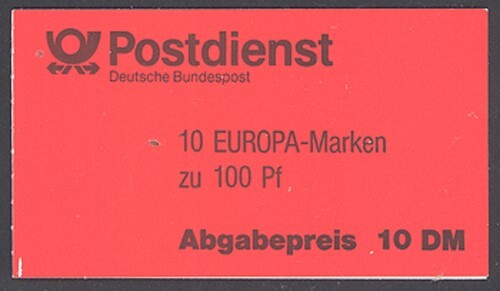 Postdienst
Deutsche Bundespost
10 EUROPA-Marken
zu 100 Pf
Abgabepreis 10 DM